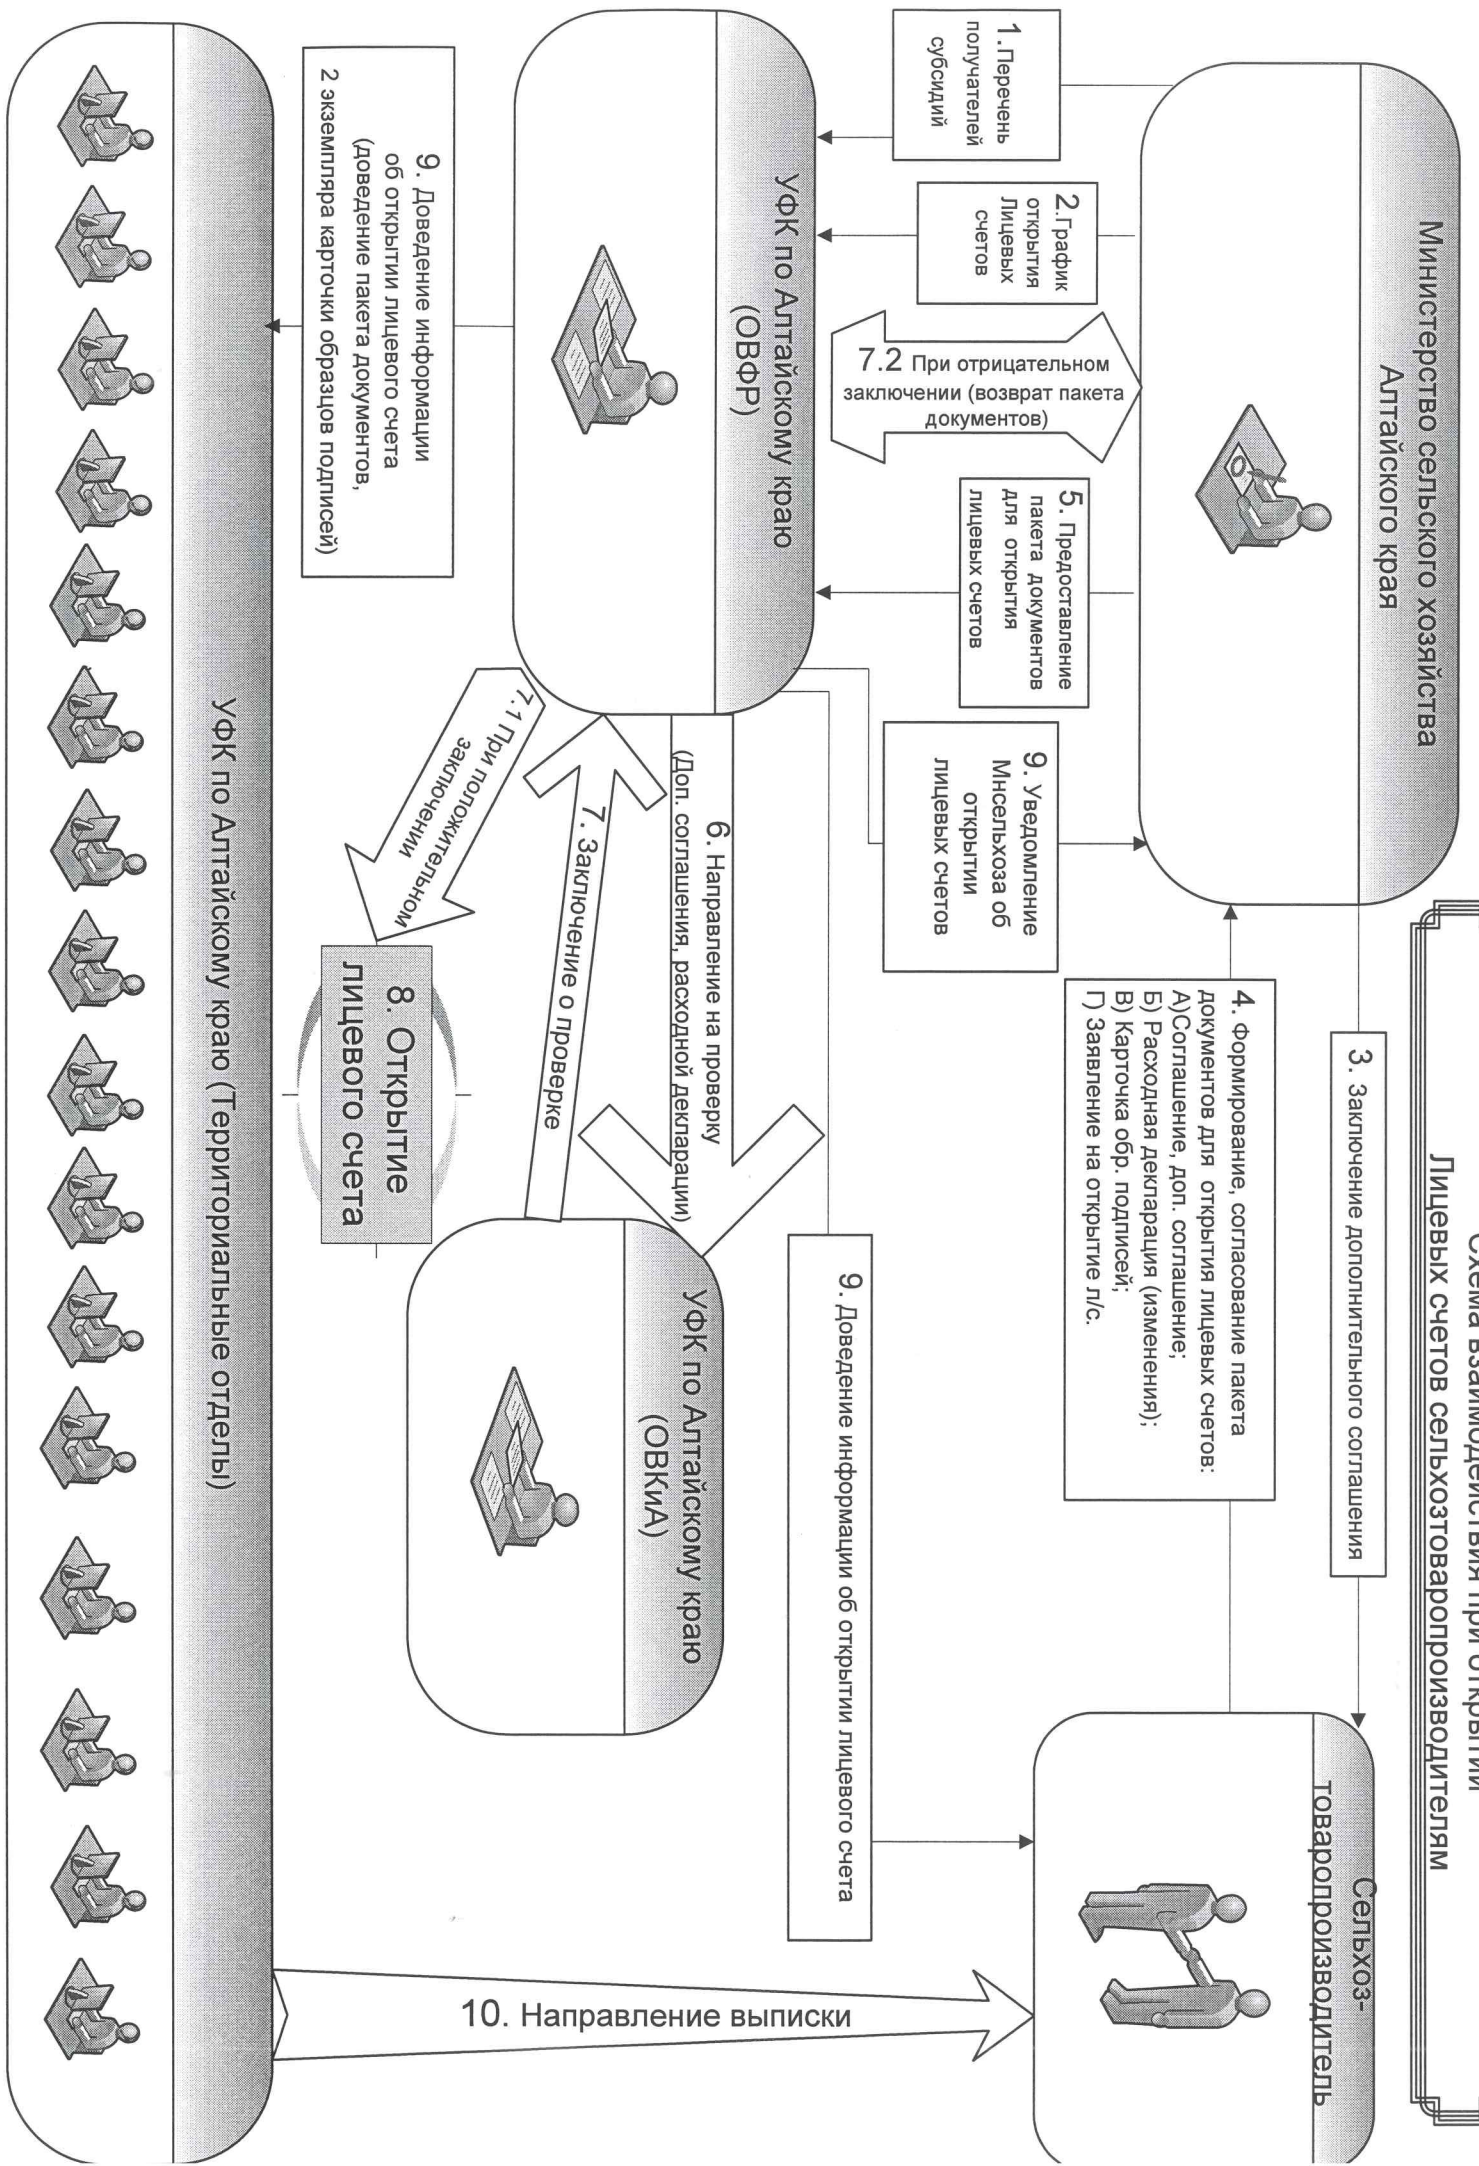 Схема взаимодействия при открытии
Лицевых счетов сельхозтоваропроизводителям
Министерство сельского хозяйства
Алтайского края
3. Заключение дополнительного соглашения
Сельхоз-
товаропроизводитель
4. Формирование, согласование пакета
документов для открытия лицевых счетов:
А)Соглашение, доп. соглашение;
Б) Расходная декларация (изменения);
В) Карточка обр. подписей;
Г) Заявление на открытие л/с.
1.Перечень
получателей
субсидий
2.График
открытия
Лицевых
счетов
7.2 При отрицательном
заключении (возврат пакета
документов)
5. Предоставление
пакета документов
для открытия
лицевых счетов
9. Уведомление
Мнсельхоза об
открытии
лицевых счетов
9. Доведение информации об открытии лицевого счета
УФК по Алтайскому краю
(ОВФР)
6. Направление на проверку
(Доп. соглашения, расходной декларации)
7. Заключение о проверке
УФК по Алтайскому краю
(ОВКиА)
7.1 При положительном
заключении
8. Открытие
лицевого счета
9. Доведение информации
об открытии лицевого счета
(доведение пакета документов,
2 экземпляра карточки образцов подписей)
10. Направление выписки
УФК по Алтайскому краю (Территориальные отделы)